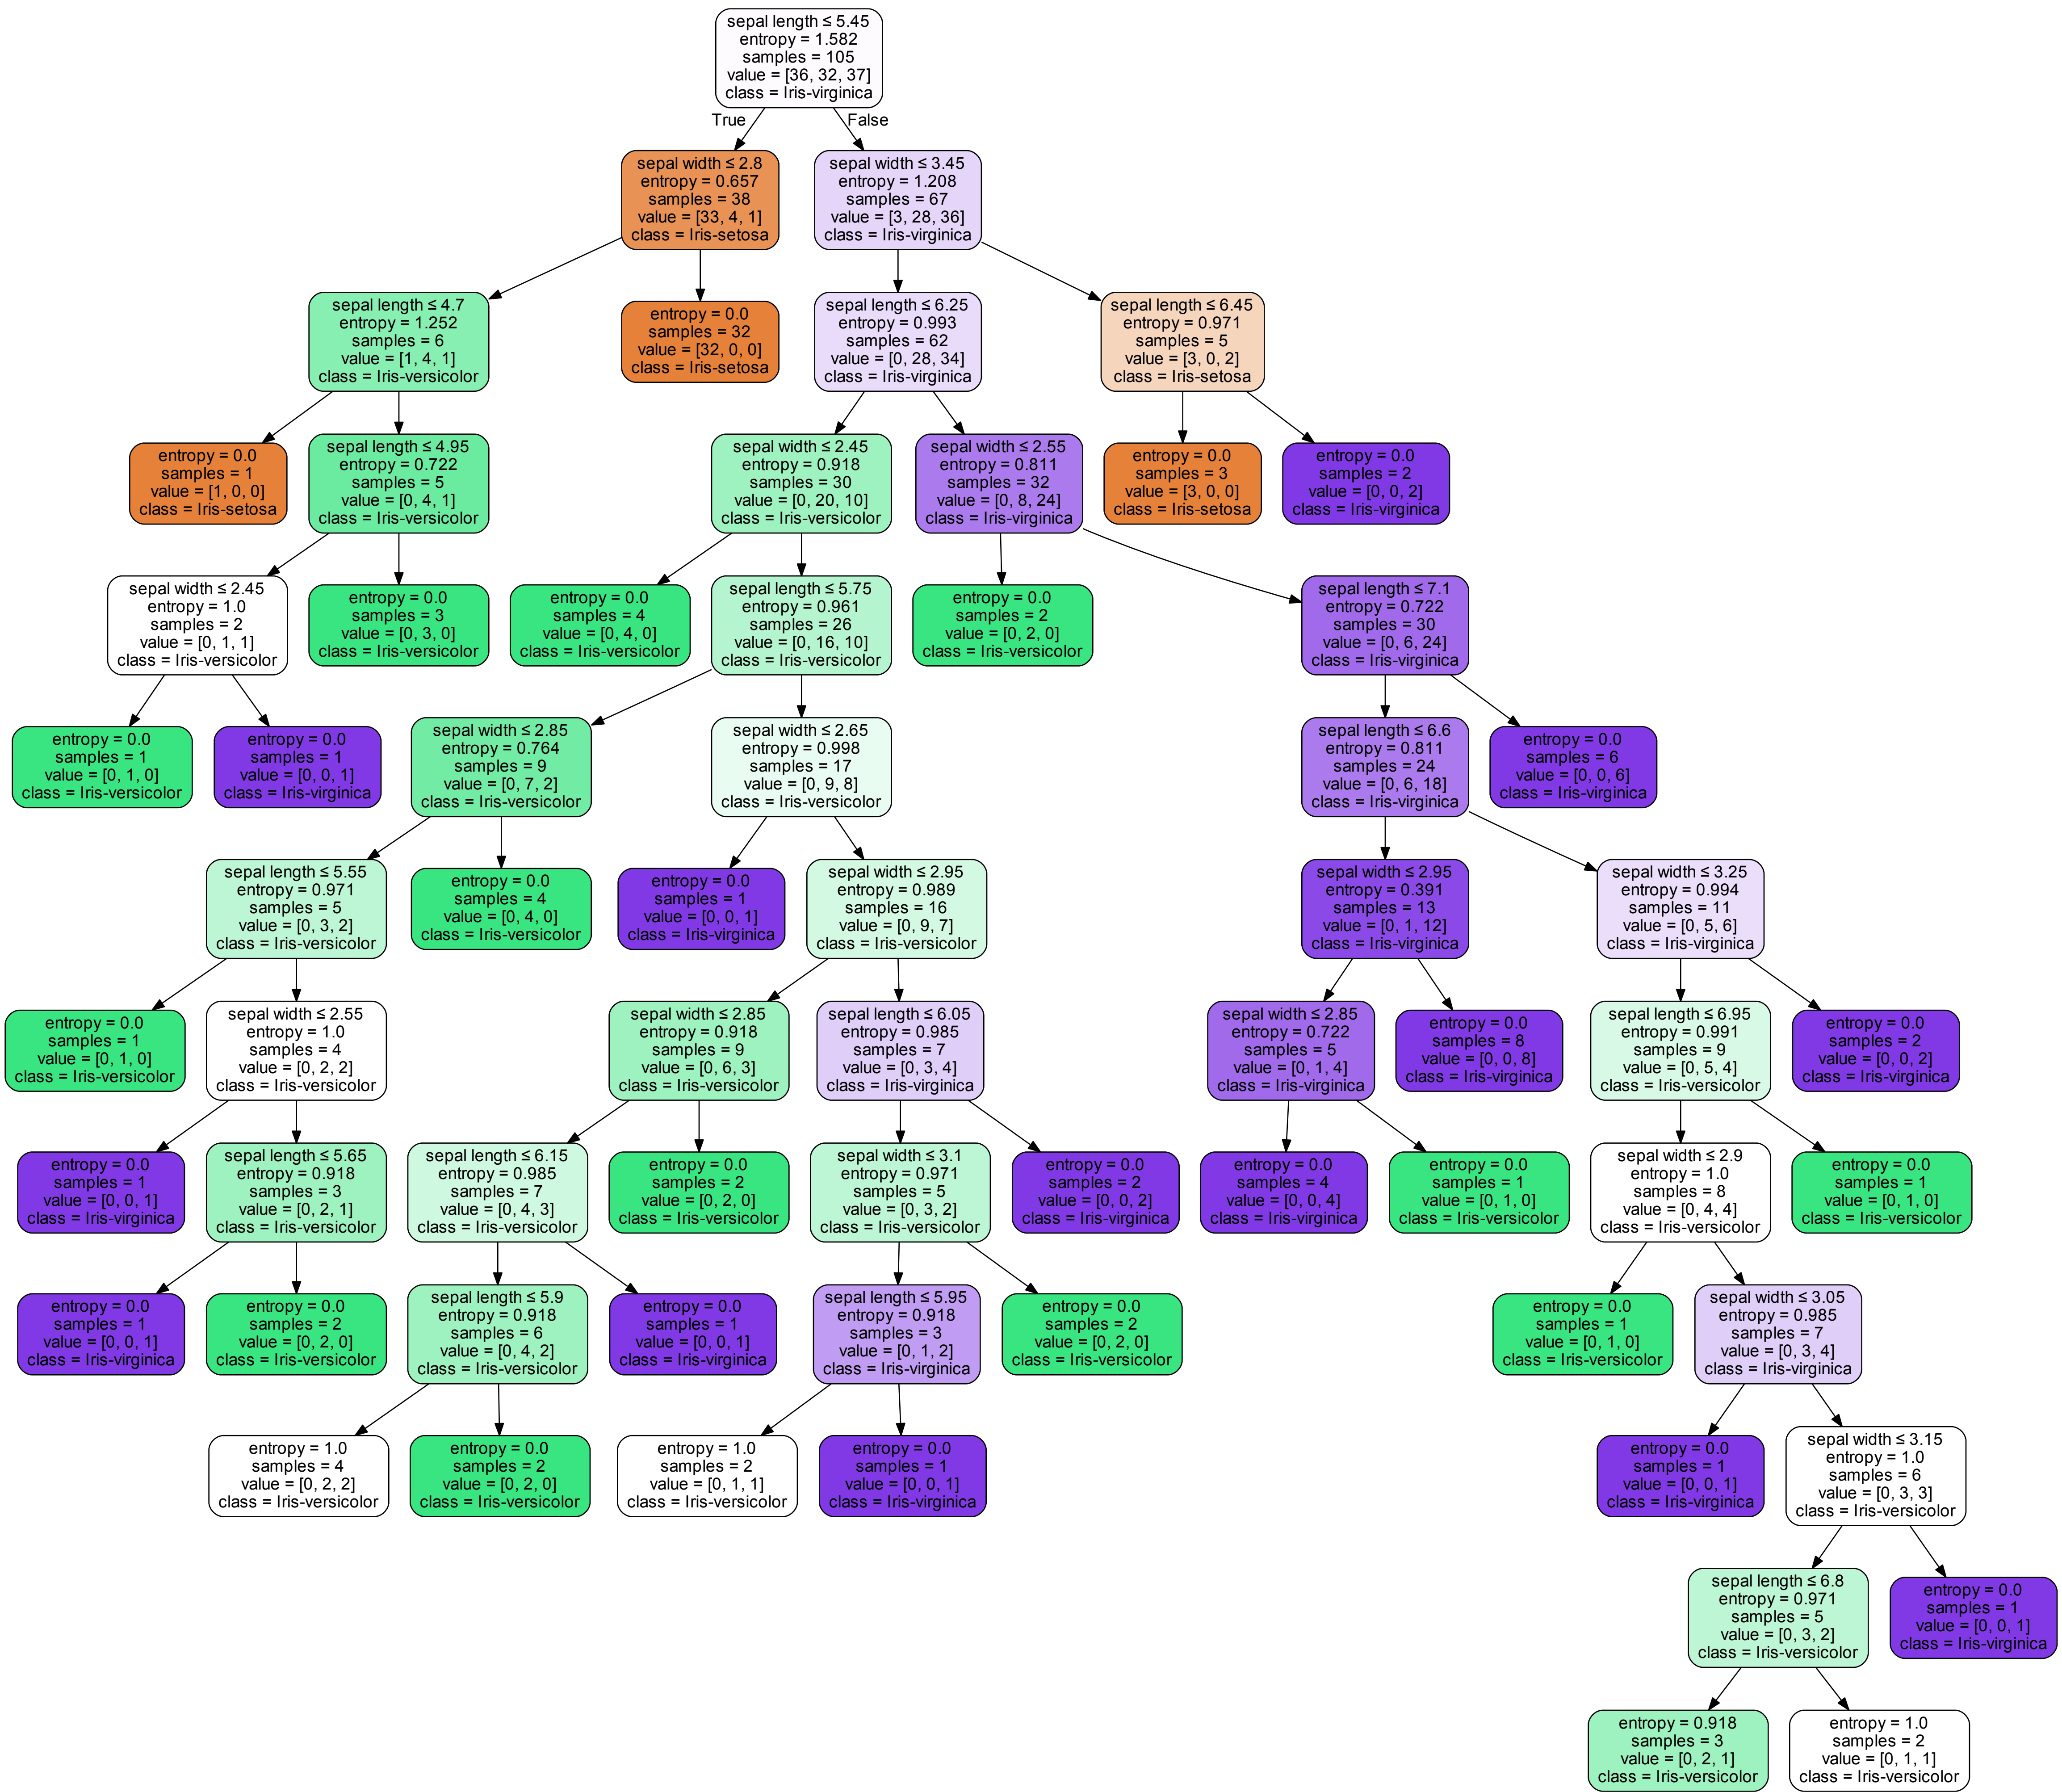 sepal length ≤ 5.45
entropy = 1.582
samples = 105
value = [36, 32, 37]
class = Iris-virginica
True
False
sepal width ≤ 2.8
entropy = 0.657
samples = 38
value = [33, 4, 1]
class = Iris-setosa
sepal width ≤ 3.45
entropy = 1.208
samples = 67
value = [3, 28, 36]
class = Iris-virginica
sepal length ≤ 4.7
entropy = 1.252
samples = 6
value = [1, 4, 1]
class = Iris-versicolor
entropy = 0.0
samples = 32
value = [32, 0, 0]
class = Iris-setosa
sepal length ≤ 6.25
entropy = 0.993
samples = 62
value = [0, 28, 34]
class = Iris-virginica
sepal length ≤ 6.45
entropy = 0.971
samples = 5
value = [3, 0, 2]
class = Iris-setosa
entropy = 0.0
samples = 1
value = [1, 0, 0]
class = Iris-setosa
sepal length ≤ 4.95
entropy = 0.722
samples = 5
value = [0, 4, 1]
class = Iris-versicolor
sepal width ≤ 2.45
entropy = 0.918
samples = 30
value = [0, 20, 10]
class = Iris-versicolor
sepal width ≤ 2.55
entropy = 0.811
samples = 32
value = [0, 8, 24]
class = Iris-virginica
entropy = 0.0
samples = 3
value = [3, 0, 0]
class = Iris-setosa
entropy = 0.0
samples = 2
value = [0, 0, 2]
class = Iris-virginica
sepal width ≤ 2.45
entropy = 1.0
samples = 2
value = [0, 1, 1]
class = Iris-versicolor
entropy = 0.0
samples = 3
value = [0, 3, 0]
class = Iris-versicolor
entropy = 0.0
samples = 4
value = [0, 4, 0]
class = Iris-versicolor
sepal length ≤ 5.75
entropy = 0.961
samples = 26
value = [0, 16, 10]
class = Iris-versicolor
entropy = 0.0
samples = 2
value = [0, 2, 0]
class = Iris-versicolor
sepal length ≤ 7.1
entropy = 0.722
samples = 30
value = [0, 6, 24]
class = Iris-virginica
entropy = 0.0
samples = 1
value = [0, 1, 0]
class = Iris-versicolor
entropy = 0.0
samples = 1
value = [0, 0, 1]
class = Iris-virginica
sepal width ≤ 2.85
entropy = 0.764
samples = 9
value = [0, 7, 2]
class = Iris-versicolor
sepal width ≤ 2.65
entropy = 0.998
samples = 17
value = [0, 9, 8]
class = Iris-versicolor
sepal length ≤ 6.6
entropy = 0.811
samples = 24
value = [0, 6, 18]
class = Iris-virginica
entropy = 0.0
samples = 6
value = [0, 0, 6]
class = Iris-virginica
sepal length ≤ 5.55
entropy = 0.971
samples = 5
value = [0, 3, 2]
class = Iris-versicolor
entropy = 0.0
samples = 4
value = [0, 4, 0]
class = Iris-versicolor
entropy = 0.0
samples = 1
value = [0, 0, 1]
class = Iris-virginica
sepal width ≤ 2.95
entropy = 0.989
samples = 16
value = [0, 9, 7]
class = Iris-versicolor
sepal width ≤ 2.95
entropy = 0.391
samples = 13
value = [0, 1, 12]
class = Iris-virginica
sepal width ≤ 3.25
entropy = 0.994
samples = 11
value = [0, 5, 6]
class = Iris-virginica
entropy = 0.0
samples = 1
value = [0, 1, 0]
class = Iris-versicolor
sepal width ≤ 2.55
entropy = 1.0
samples = 4
value = [0, 2, 2]
class = Iris-versicolor
sepal width ≤ 2.85
entropy = 0.918
samples = 9
value = [0, 6, 3]
class = Iris-versicolor
sepal length ≤ 6.05
entropy = 0.985
samples = 7
value = [0, 3, 4]
class = Iris-virginica
sepal width ≤ 2.85
entropy = 0.722
samples = 5
value = [0, 1, 4]
class = Iris-virginica
entropy = 0.0
samples = 8
value = [0, 0, 8]
class = Iris-virginica
sepal length ≤ 6.95
entropy = 0.991
samples = 9
value = [0, 5, 4]
class = Iris-versicolor
entropy = 0.0
samples = 2
value = [0, 0, 2]
class = Iris-virginica
entropy = 0.0
samples = 1
value = [0, 0, 1]
class = Iris-virginica
sepal length ≤ 5.65
entropy = 0.918
samples = 3
value = [0, 2, 1]
class = Iris-versicolor
sepal length ≤ 6.15
entropy = 0.985
samples = 7
value = [0, 4, 3]
class = Iris-versicolor
entropy = 0.0
samples = 2
value = [0, 2, 0]
class = Iris-versicolor
sepal width ≤ 3.1
entropy = 0.971
samples = 5
value = [0, 3, 2]
class = Iris-versicolor
entropy = 0.0
samples = 2
value = [0, 0, 2]
class = Iris-virginica
entropy = 0.0
samples = 4
value = [0, 0, 4]
class = Iris-virginica
entropy = 0.0
samples = 1
value = [0, 1, 0]
class = Iris-versicolor
sepal width ≤ 2.9
entropy = 1.0
samples = 8
value = [0, 4, 4]
class = Iris-versicolor
entropy = 0.0
samples = 1
value = [0, 1, 0]
class = Iris-versicolor
entropy = 0.0
samples = 1
value = [0, 0, 1]
class = Iris-virginica
entropy = 0.0
samples = 2
value = [0, 2, 0]
class = Iris-versicolor
sepal length ≤ 5.9
entropy = 0.918
samples = 6
value = [0, 4, 2]
class = Iris-versicolor
entropy = 0.0
samples = 1
value = [0, 0, 1]
class = Iris-virginica
sepal length ≤ 5.95
entropy = 0.918
samples = 3
value = [0, 1, 2]
class = Iris-virginica
entropy = 0.0
samples = 2
value = [0, 2, 0]
class = Iris-versicolor
entropy = 0.0
samples = 1
value = [0, 1, 0]
class = Iris-versicolor
sepal width ≤ 3.05
entropy = 0.985
samples = 7
value = [0, 3, 4]
class = Iris-virginica
entropy = 1.0
samples = 4
value = [0, 2, 2]
class = Iris-versicolor
entropy = 0.0
samples = 2
value = [0, 2, 0]
class = Iris-versicolor
entropy = 1.0
samples = 2
value = [0, 1, 1]
class = Iris-versicolor
entropy = 0.0
samples = 1
value = [0, 0, 1]
class = Iris-virginica
entropy = 0.0
samples = 1
value = [0, 0, 1]
class = Iris-virginica
sepal width ≤ 3.15
entropy = 1.0
samples = 6
value = [0, 3, 3]
class = Iris-versicolor
sepal length ≤ 6.8
entropy = 0.971
samples = 5
value = [0, 3, 2]
class = Iris-versicolor
entropy = 0.0
samples = 1
value = [0, 0, 1]
class = Iris-virginica
entropy = 0.918
samples = 3
value = [0, 2, 1]
class = Iris-versicolor
entropy = 1.0
samples = 2
value = [0, 1, 1]
class = Iris-versicolor